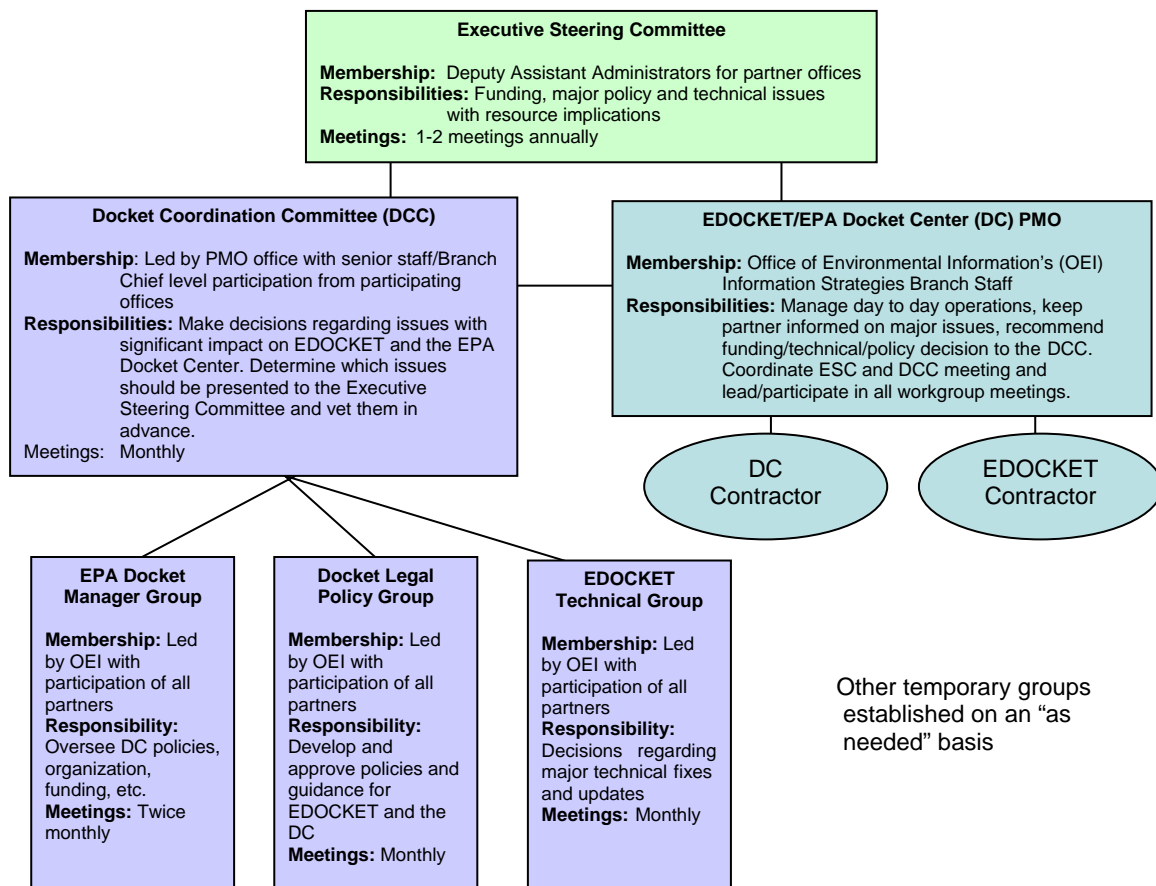 Executive Steering Committee
Membership: Deputy Assistant Administrators for partner offices
Responsibilities: Funding, major policy and technical issues
with resource implications
Meetings: 1-2 meetings annually
Docket Coordination Committee (DCC)
Membership: Led by PMO office with senior staff/Branch
Chief level participation from participating
offices
Responsibilities: Make decisions regarding issues with
significant impact on EDOCKET and the EPA
Docket Center. Determine which issues
should be presented to the Executive
Steering Committee and vet them in
advance.
Meetings: Monthly
EDOCKET/EPA Docket Center (DC) PMO
Membership: Office of Environmental Information's (OEI)
Information Strategies Branch Staff
Responsibilities: Manage day to day operations, keep
partner informed on major issues, recommend
funding/technical/policy decision to the DCC.
Coordinate ESC and DCC meeting and
lead/participate in all workgroup meetings.
DC
Contractor
EDOCKET
Contractor
EPA Docket
Manager Group
Membership: Led
by OEI with
participation of all
partners
Responsibility:
Oversee DC policies,
organization,
funding, etc.
Meetings: Twice
monthly
Docket Legal
Policy Group
Membership: Led
by OEI with
participation of all
partners
Responsibility:
Develop and
approve policies and
guidance for
EDOCKET and the
DC
Meetings: Monthly
EDOCKET
Technical Group
Membership: Led
by OEI with
participation of all
partners
Responsibility:
Decisions regarding
major technical fixes
and updates
Meetings: Monthly
Other temporary groups
established on an “as
needed” basis